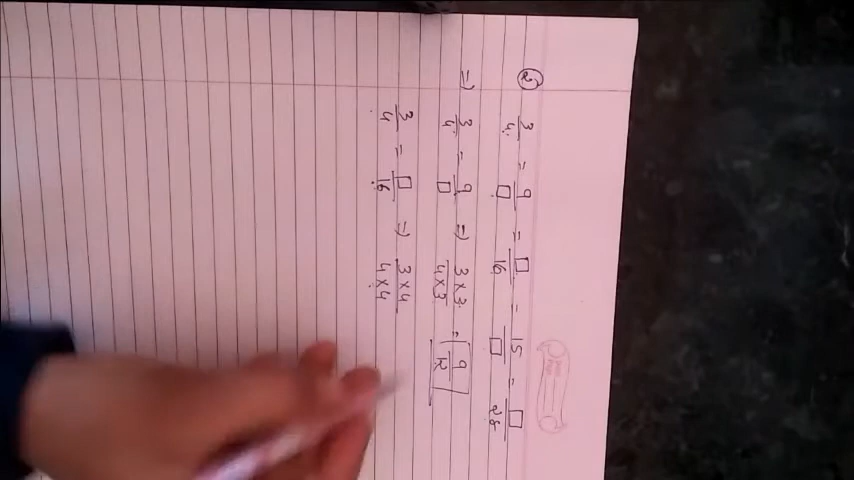 ② 3/4 = 9/□ = □/16 = 15/□ = □/28
=) 3/4 = 9/□ =) 3×3/4×3 = 9/12
3/4 = □/16 =) 3×4/4×4